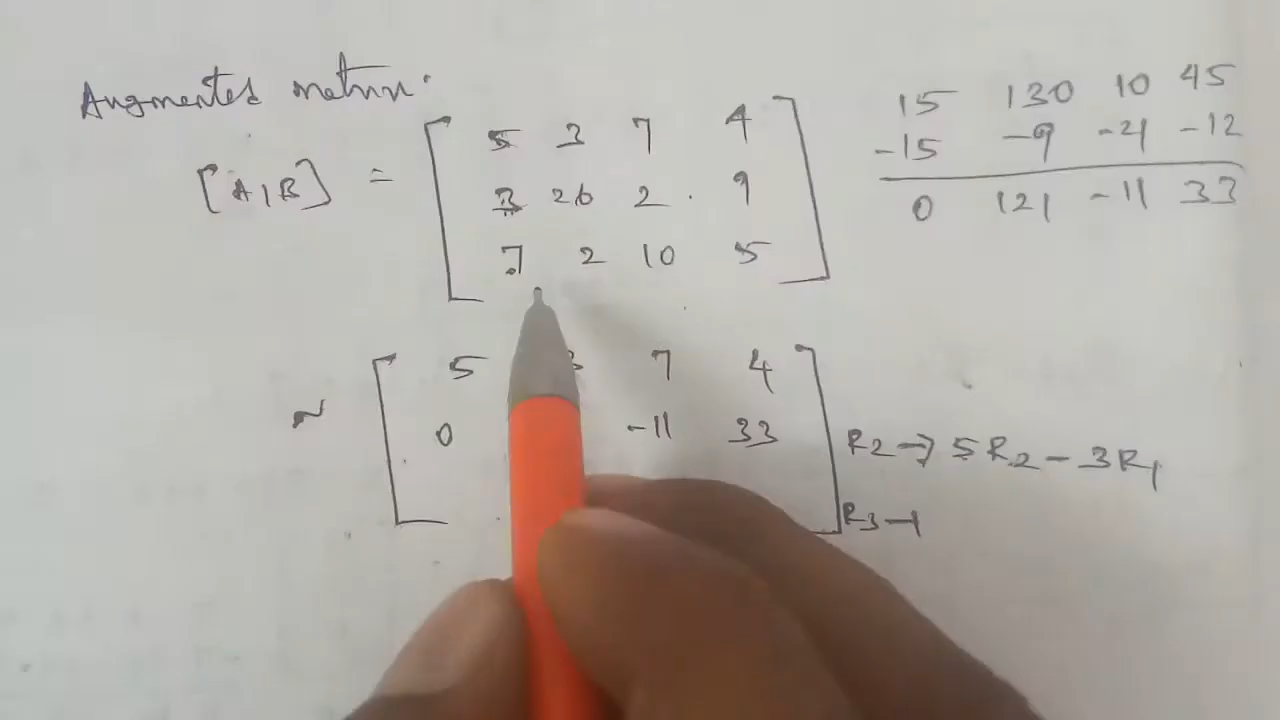 Augmented matrix.
[A|B] = [ 5 3 7 4
3 26 2 . 9
7 2 10 5 ]
15 130 10 45
-15 -9 -21 -12
0 121 -11 33
~ [ 5 3 7 4
0 -11 33 ] R2 → 5R2 - 3R1
R3 -